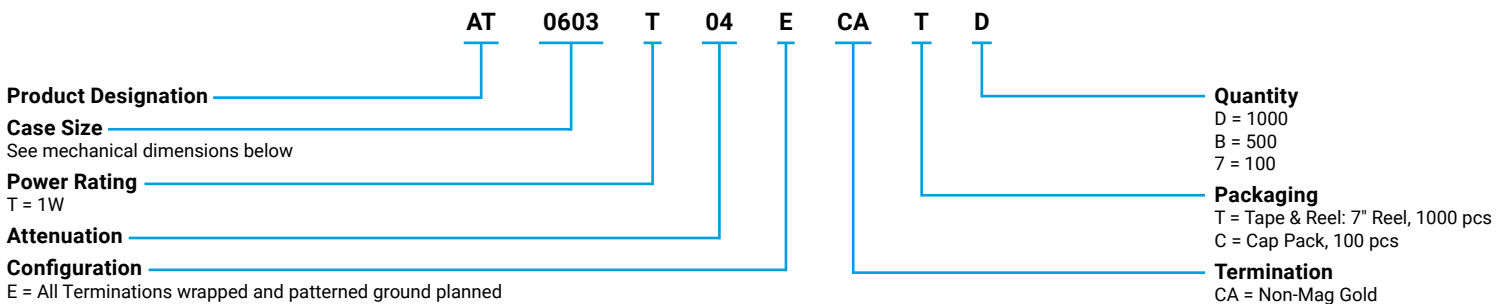 AT 0603 T 04 E CA T D
Product Designation
Case Size
See mechanical dimensions below
Power Rating
T = 1W
Attenuation
Configuration
E = All Terminations wrapped and patterned ground planned
Quantity
D = 1000
B = 500
7 = 100
Packaging
T = Tape & Reel: 7" Reel, 1000 pcs
C = Cap Pack, 100 pcs
Termination
CA = Non-Mag Gold